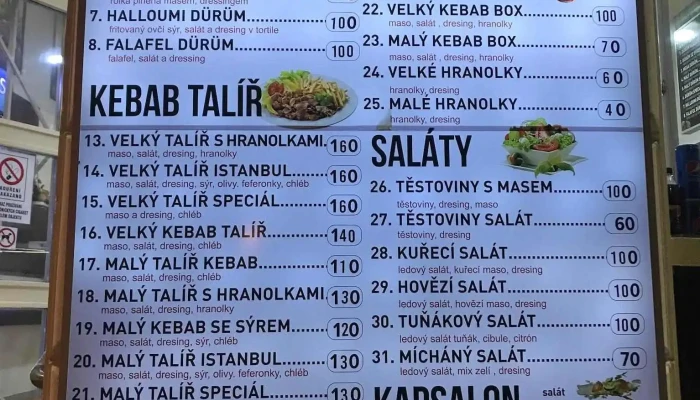 7. HALLOUMI DÜRÜM.......... 100
fritovaný ovčí sýr, salát a dresing v tortile
8. FALAFEL DÜRÜM............ 100
falafel, salát a dressing
KEBAB TALÍŘ
13. VELKÝ TALÍŘ S HRANOLKAMI. 160
maso, salát, dresing, hranolky
14. VELKÝ TALÍŘ ISTANBUL...... 160
maso, salát, dresing, sýr, olivy. feferonky, chléb
15. VELKÝ TALÍŘ SPECIÁL....... 160
maso a dresing, chléb
16. VELKÝ KEBAB TALÍŘ......... 140
maso, salát, dresing, chléb
17. MALÝ TALÍŘ KEBAB.......... 110
maso, salát, dresing, chléb
18. MALÝ TALÍŘ S HRANOLKAMI. 130
maso, salát, dresing, hranolky
19. MALÝ KEBAB SE SÝREM...... 120
maso, salát, dresing, sýr, chléb
20. MALÝ TALÍŘ ISTANBUL....... 130
maso, salát, dresing, sýr, olivy. feferonky, chléb
21. MALÝ TALÍŘ SPECIÁL........ 130
22. VELKÝ KEBAB BOX.......... 100
maso, salát , dresing, hranolky
23. MALÝ KEBAB BOX........... 70
maso, salát , dresing, hranolky
24. VELKÉ HRANOLKY........... 60
hranolky, dresing
25. MALÉ HRANOLKY............ 40
hranolky, dresing
SALÁTY
26. TĚSTOVINY S MASEM....... 100
těstoviny, dresing, maso
27. TĚSTOVINY SALÁT.......... 60
těstoviny, dresing
28. KUŘECÍ SALÁT.............. 100
ledový salát, kuřecí maso, dresing
29. HOVĚZÍ SALÁT.............. 100
ledový salát, hovězí maso, dresing
30. TUŇÁKOVÝ SALÁT........... 100
ledový salát tuňák, cibule, citrón
31. MÍCHÁNÝ SALÁT............ 70
ledový salát, mix zelí , dresing
KAPSALON
salát